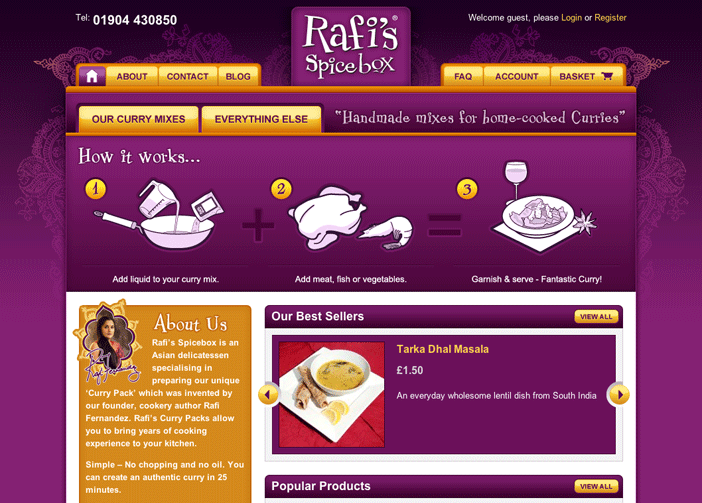 Tel: 01904 430850
Rafi's®
Spicebox
Welcome guest, please Login or Register
ABOUT
CONTACT
BLOG
FAQ
ACCOUNT
BASKET
OUR CURRY MIXES
EVERYTHING ELSE
"Handmade mixes for home-cooked Curries"
How it works...
1
2
3
+
=
Add liquid to your curry mix.
Add meat, fish or vegetables.
Garnish & serve - Fantastic Curry!
About Us
Rafi's Spicebox is an
Asian delicatessen
specialising in
preparing our unique
'Curry Pack' which was invented by
our founder, cookery author Rafi
Fernandez. Rafi's Curry Packs allow
you to bring years of cooking
experience to your kitchen.
Simple – No chopping and no oil. You
can create an authentic curry in 25
minutes.
Our Best Sellers
VIEW ALL
Tarka Dhal Masala
£1.50
An everyday wholesome lentil dish from South India
Popular Products
VIEW ALL